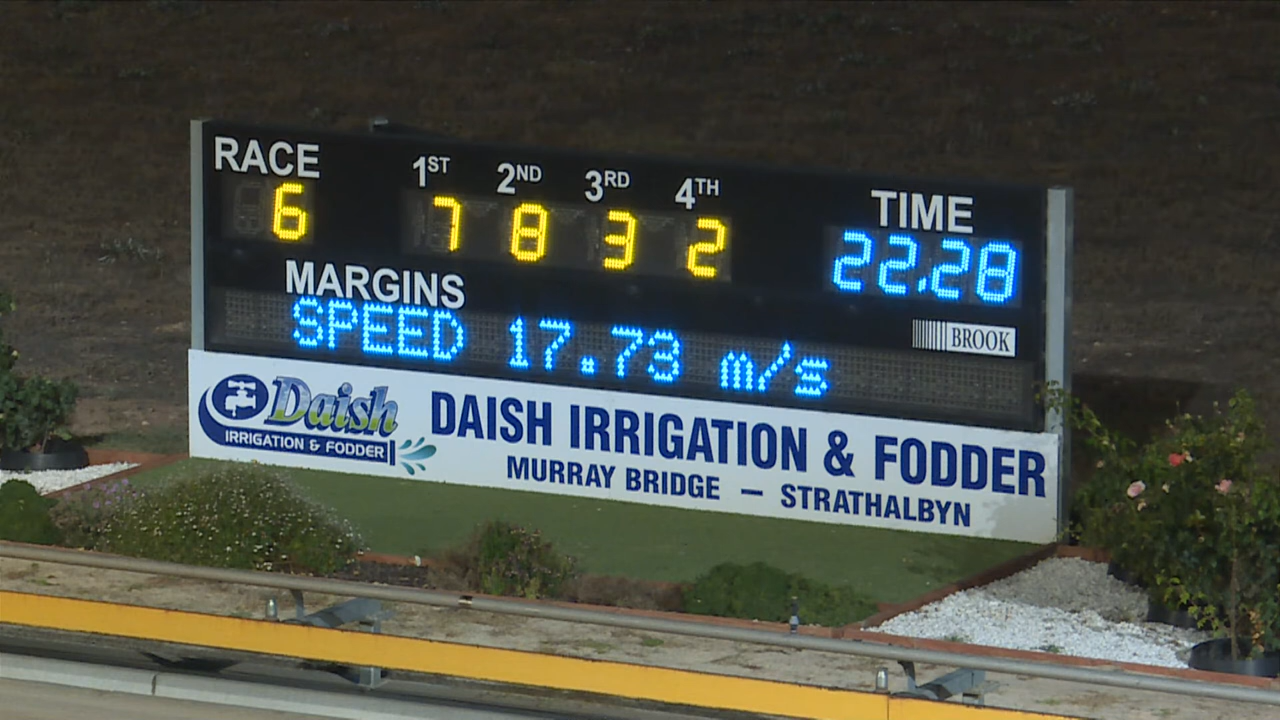 RACE 1ST 2ND 3RD 4TH TIME
6 7 8 3 2 22.28
MARGINS
SPEED 17.73 m/s
BROOK
Daish
IRRIGATION & FODDER
DAISH IRRIGATION & FODDER
MURRAY BRIDGE – STRATHALBYN